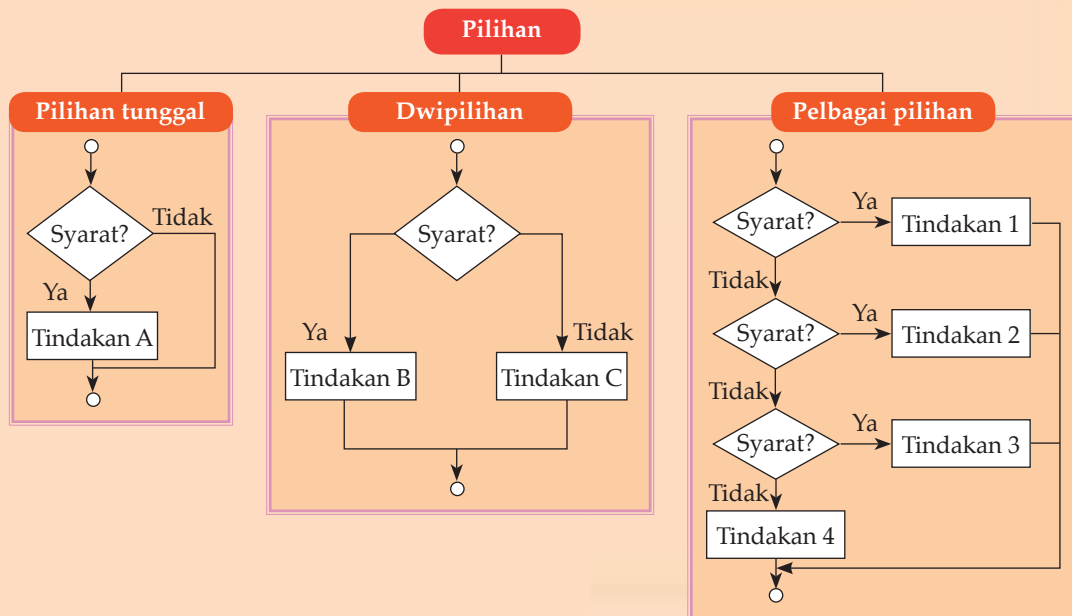 Pilihan
Pilihan tunggal
Syarat?
Tidak
Ya
Tindakan A
Dwipilihan
Syarat?
Ya
Tidak
Tindakan B
Tindakan C
Pelbagai pilihan
Syarat?
Ya
Tindakan 1
Tidak
Syarat?
Ya
Tindakan 2
Tidak
Syarat?
Ya
Tindakan 3
Tidak
Tindakan 4